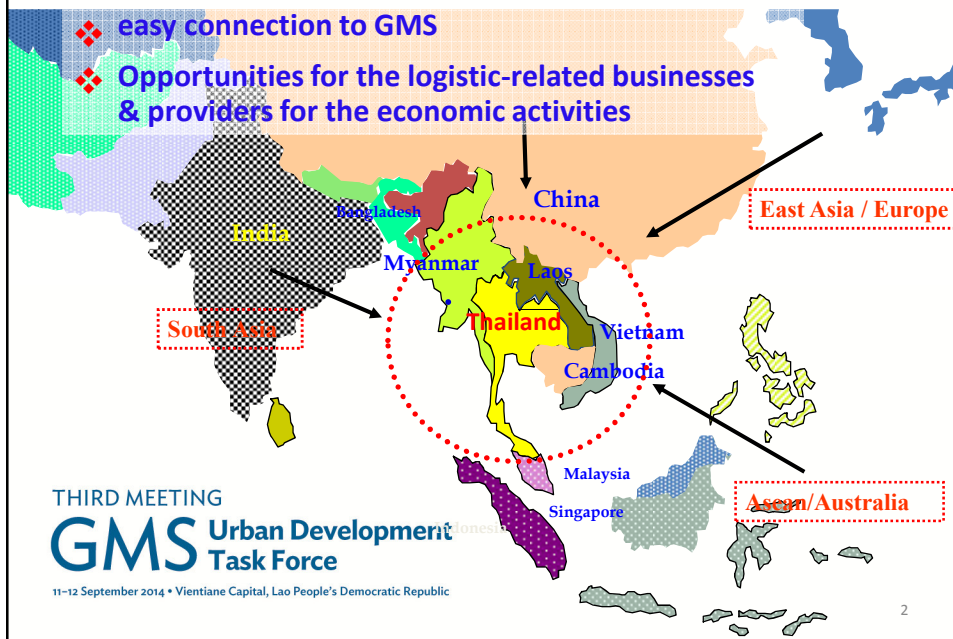 ❖ easy connection to GMS
❖ Opportunities for the logistic-related businesses
& providers for the economic activities
China
East Asia / Europe
Bangladesh
India
Myanmar
Laos
South Asia
Thailand
Vietnam
Cambodia
Malaysia
Singapore
Asean/Australia
Indonesia
THIRD MEETING
GMS Urban Development
Task Force
11–12 September 2014 • Vientiane Capital, Lao People's Democratic Republic
2